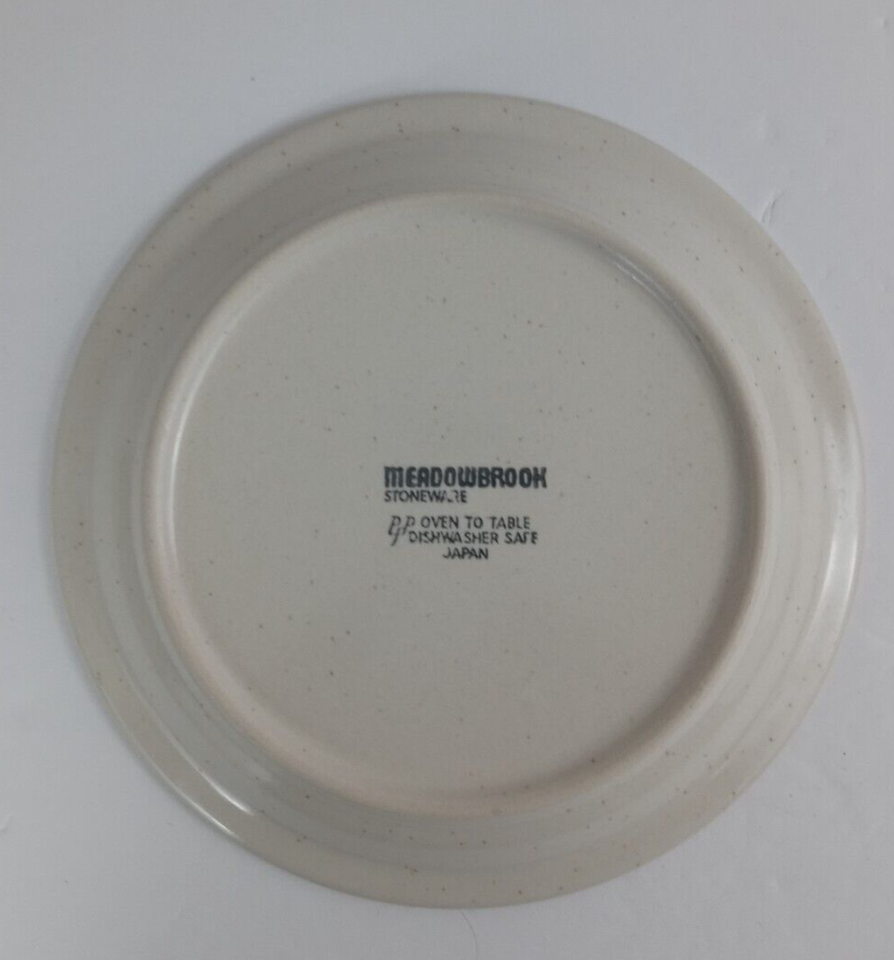 MEADOWBROOK
STONEWARE
OVEN TO TABLE
DISHWASHER SAFE
JAPAN